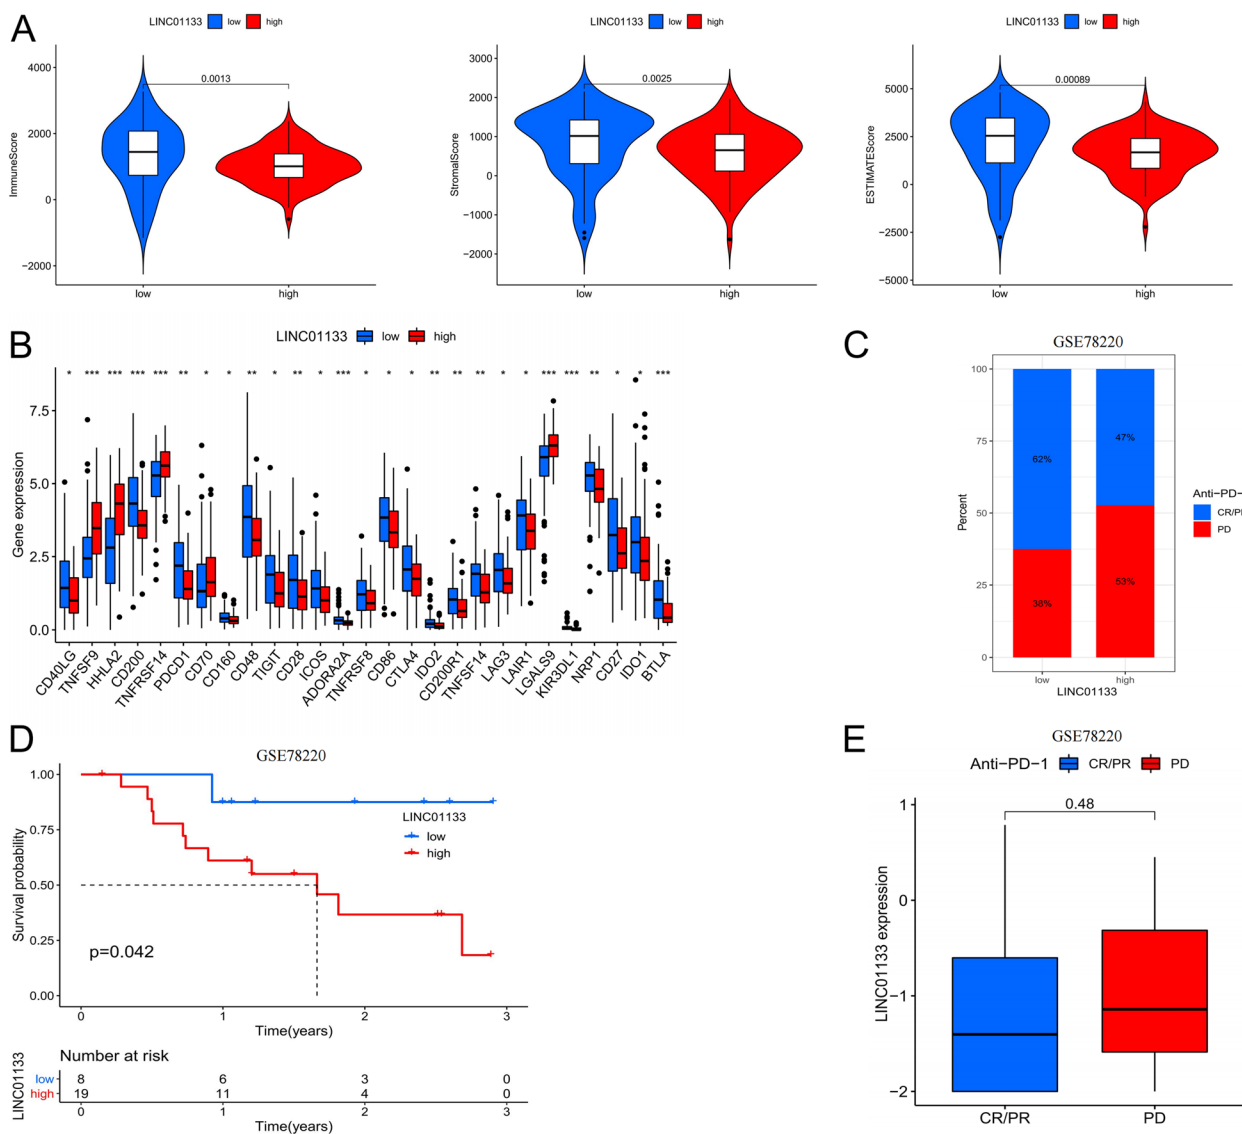 A
LINC01133 low high
4000
2000
0
−2000
ImmuneScore
0.0013
low high
LINC01133 low high
3000
2000
1000
0
−1000
−2000
StromalScore
0.0025
low high
LINC01133 low high
5000
2500
0
−2500
−5000
ESTIMATEScore
0.00089
low high
B
LINC01133 low high
* *** *** *** *** ** * * ** * ** * *** * * * ** ** ** * * *** *** ** * * ***
7.5
5.0
2.5
0.0
Gene expression
CD40LG
TNFSF9
HHLA2
CD200
TNFRSF14
PDCD1
CD70
CD160
CD48
TIGIT
CD28
ICOS
ADORA2A
TNFRSF8
CD86
CTLA4
IDO2
CD200R1
TNFSF14
LAG3
LAIR1
LGALS9
KIR3DL1
NRP1
CD27
IDO1
BTLA
C
GSE78220
100
75
50
25
0
Percent
62%
38%
47%
53%
low high
LINC01133
Anti−PD−
CR/P
PD
D
GSE78220
1.00
0.75
0.50
0.25
0.00
Survival probability
LINC01133
low
high
p=0.042
0 1 2 3
Time(years)
Number at risk
LINC01133
low 8 6 3 0
high 19 11 4 0
0 1 2 3
Time(years)
E
GSE78220
Anti−PD−1 CR/PR PD
1
0
−1
−2
LINC01133 expression
0.48
CR/PR PD